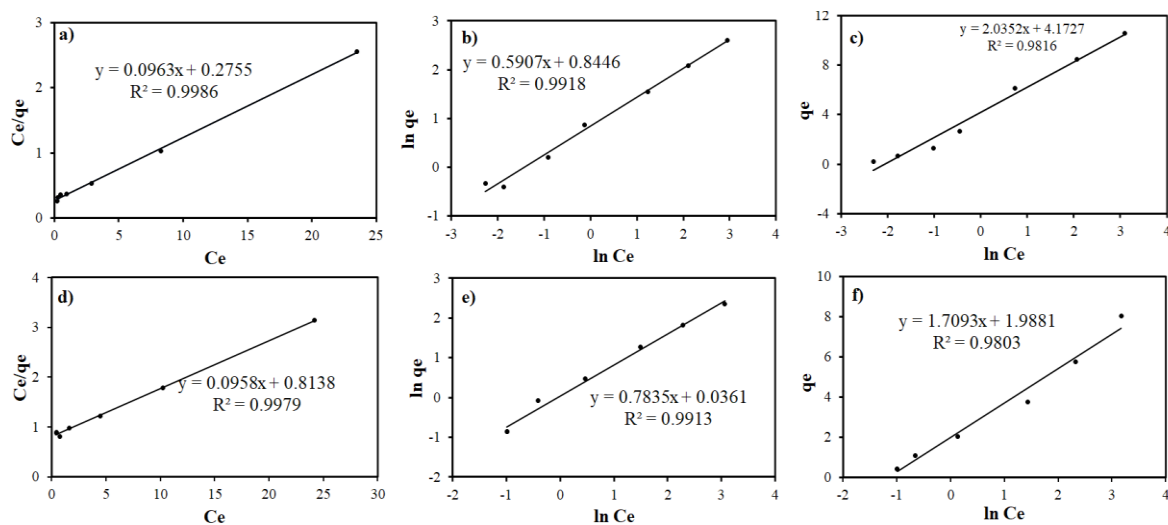 a)
y = 0.0963x + 0.2755
R² = 0.9986
Ce/qe
3
2
1
0
0 5 10 15 20 25
Ce
b)
y = 0.5907x + 0.8446
R² = 0.9918
ln qe
3
2
1
0
-1
-3 -2 -1 0 1 2 3 4
ln Ce
c)
y = 2.0352x + 4.1727
R² = 0.9816
qe
12
8
4
0
-4
-3 -2 -1 0 1 2 3 4
ln Ce
d)
y = 0.0958x + 0.8138
R² = 0.9979
Ce/qe
4
3
2
1
0
0 5 10 15 20 25 30
Ce
e)
y = 0.7835x + 0.0361
R² = 0.9913
ln qe
3
2
1
0
-1
-2
-2 -1 0 1 2 3 4
ln Ce
f)
y = 1.7093x + 1.9881
R² = 0.9803
qe
10
8
6
4
2
0
-2 -1 0 1 2 3 4
ln Ce